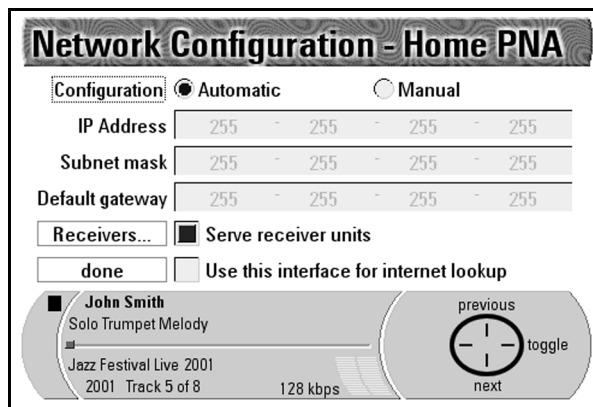 Network Configuration - Home PNA
Configuration Automatic Manual
IP Address 255 - 255 - 255 - 255
Subnet mask 255 - 255 - 255 - 255
Default gateway 255 - 255 - 255 - 255
Receivers... Serve receiver units
done Use this interface for internet lookup
John Smith
Solo Trumpet Melody
Jazz Festival Live 2001
2001 Track 5 of 8 128 kbps
previous
toggle
next